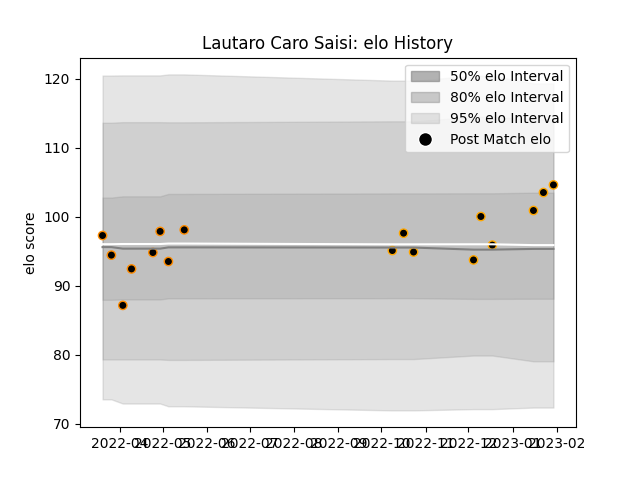 Lautaro Caro Saisi: elo History
50% elo Interval
80% elo Interval
95% elo Interval
Post Match elo
elo score
120
110
100
90
80
70
2022-04 2022-05 2022-06 2022-07 2022-08 2022-09 2022-10 2022-11 2022-12 2023-01 2023-02